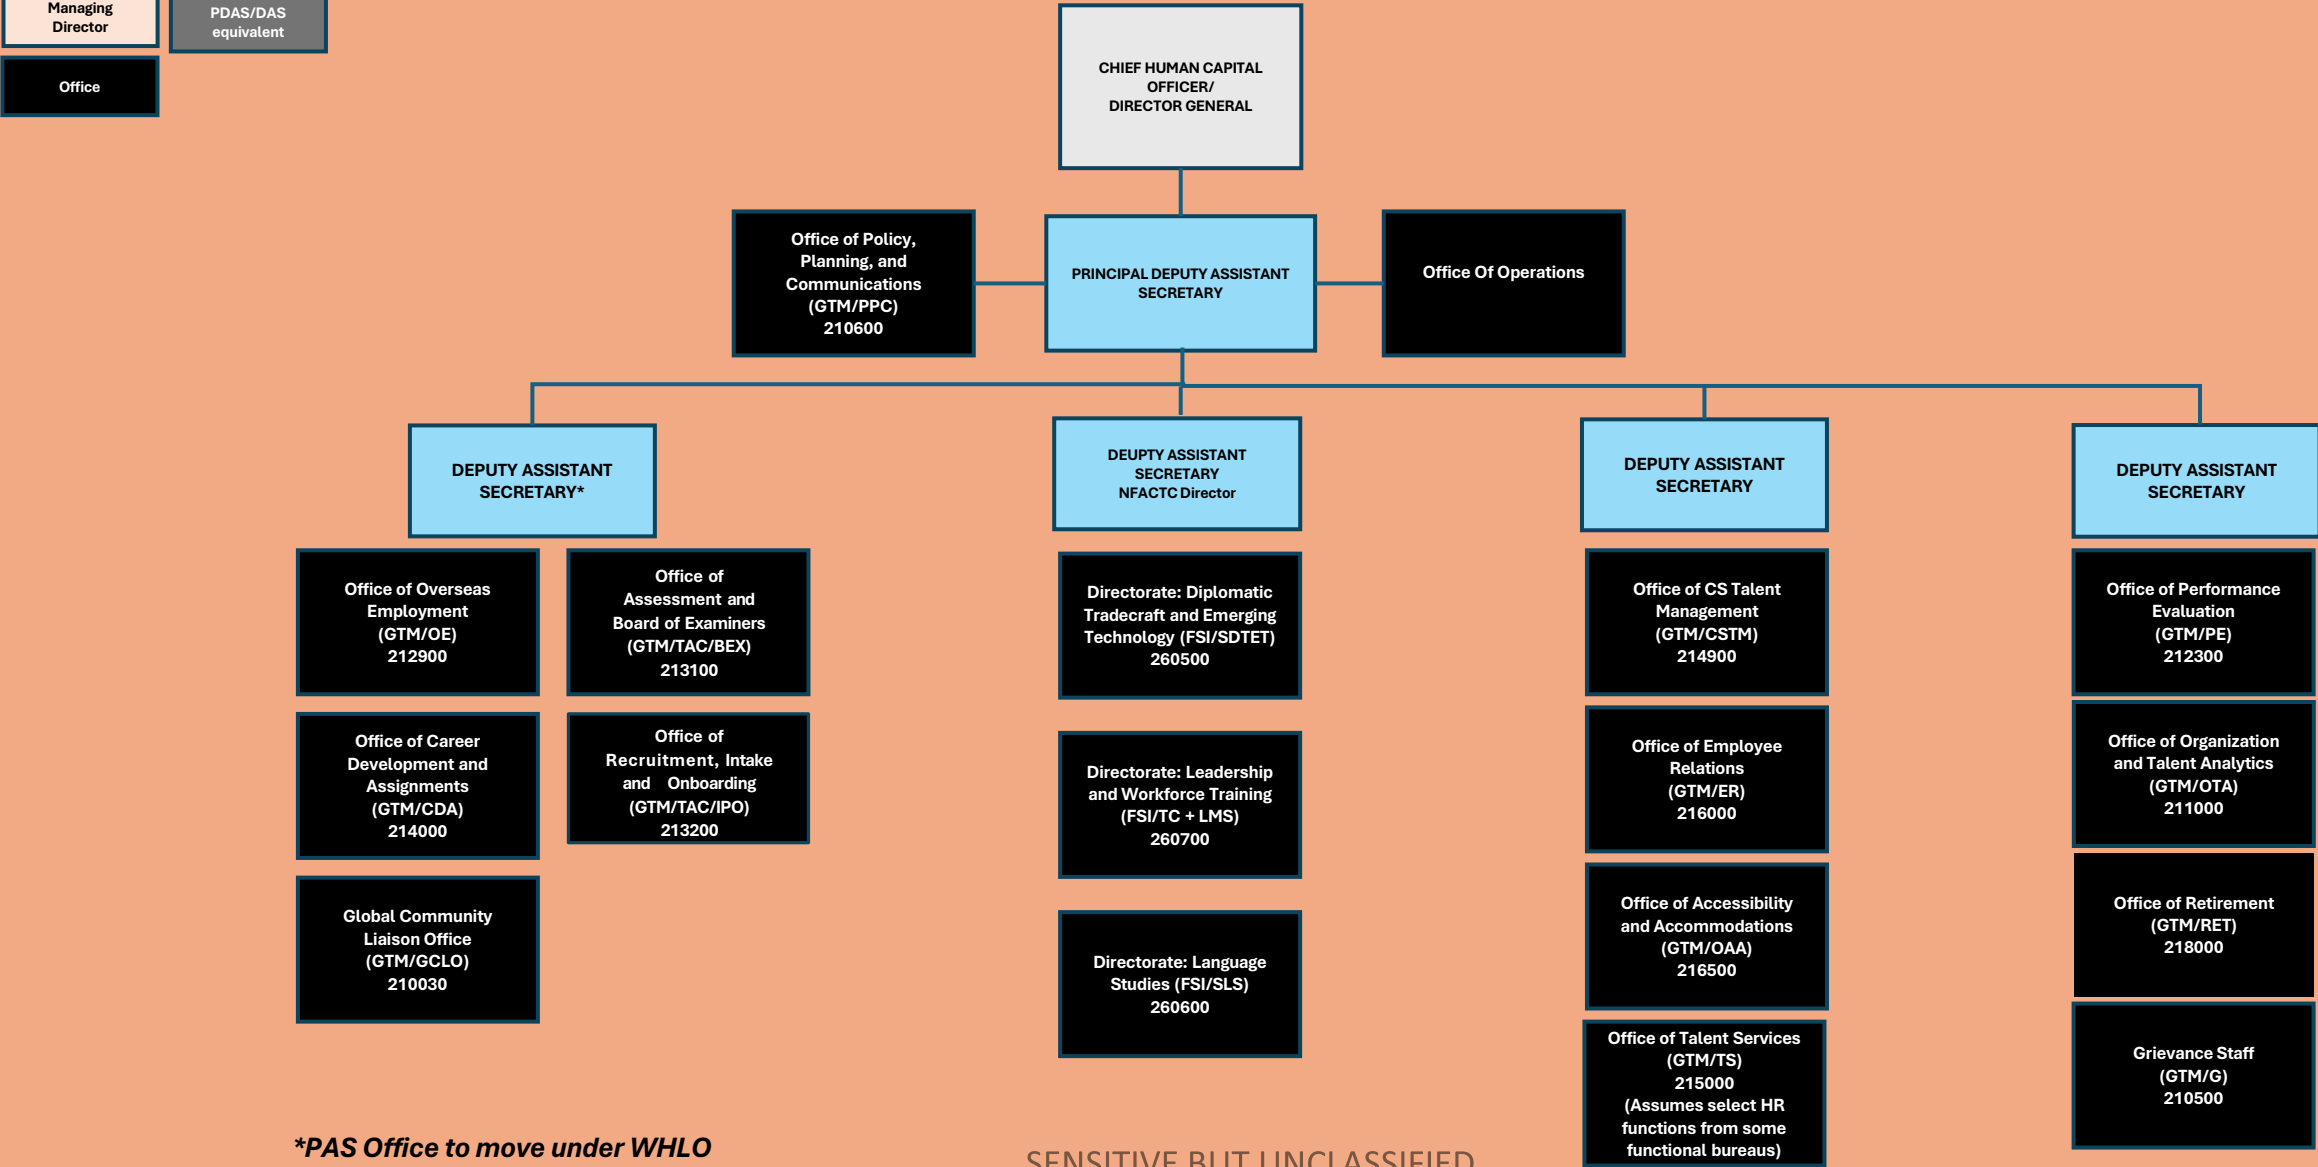 Managing
Director
PDAS/DAS
equivalent
Office
CHIEF HUMAN CAPITAL
OFFICER/
DIRECTOR GENERAL
Office of Policy,
Planning, and
Communications
(GTM/PPC)
210600
PRINCIPAL DEPUTY ASSISTANT
SECRETARY
Office Of Operations
DEPUTY ASSISTANT
SECRETARY*
DEUPTY ASSISTANT
SECRETARY
NFACTC Director
DEPUTY ASSISTANT
SECRETARY
DEPUTY ASSISTANT
SECRETARY
Office of Overseas
Employment
(GTM/OE)
212900
Office of
Assessment and
Board of Examiners
(GTM/TAC/BEX)
213100
Office of Career
Development and
Assignments
(GTM/CDA)
214000
Office of
Recruitment, Intake
and Onboarding
(GTM/TAC/IPO)
213200
Global Community
Liaison Office
(GTM/GCLO)
210030
Directorate: Diplomatic
Tradecraft and Emerging
Technology (FSI/SDTET)
260500
Directorate: Leadership
and Workforce Training
(FSI/TC + LMS)
260700
Directorate: Language
Studies (FSI/SLS)
260600
Office of CS Talent
Management
(GTM/CSTM)
214900
Office of Employee
Relations
(GTM/ER)
216000
Office of Accessibility
and Accommodations
(GTM/OAA)
216500
Office of Talent Services
(GTM/TS)
215000
(Assumes select HR
functions from some
functional bureaus)
Office of Performance
Evaluation
(GTM/PE)
212300
Office of Organization
and Talent Analytics
(GTM/OTA)
211000
Office of Retirement
(GTM/RET)
218000
Grievance Staff
(GTM/G)
210500
*PAS Office to move under WHLO
SENSITIVE BUT UNCLASSIFIED